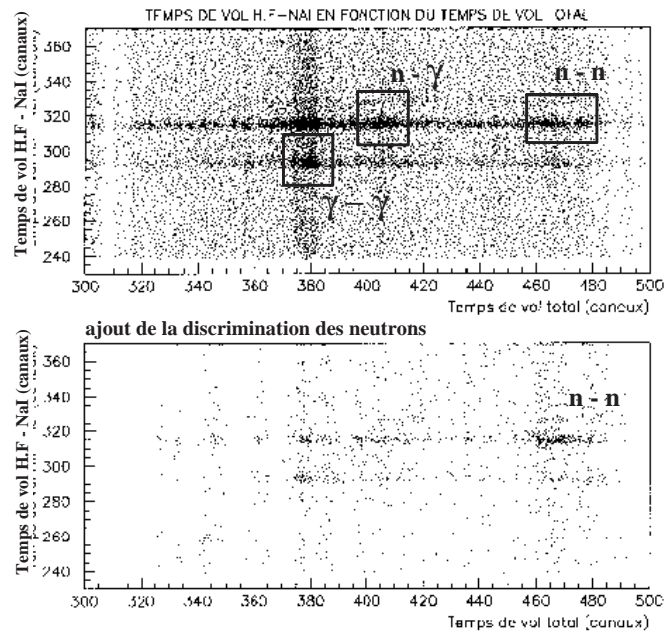 TEMPS DE VOL H.F-NAI EN FONCTION DU TEMPS DE VOL
n - γ
n - n
γ - γ
Temps de vol H.F - NaI (canaux)
360
340
320
300
280
260
240
300 320 340 360 380 400 420 440 460 480 500
Temps de vol total (canaux)
ajout de la discrimination des neutrons
n - n
Temps de vol H.F - NaI (canaux)
360
340
320
300
280
260
240
300 320 340 360 380 400 420 440 460 480 500
Temps de vol total (canaux)